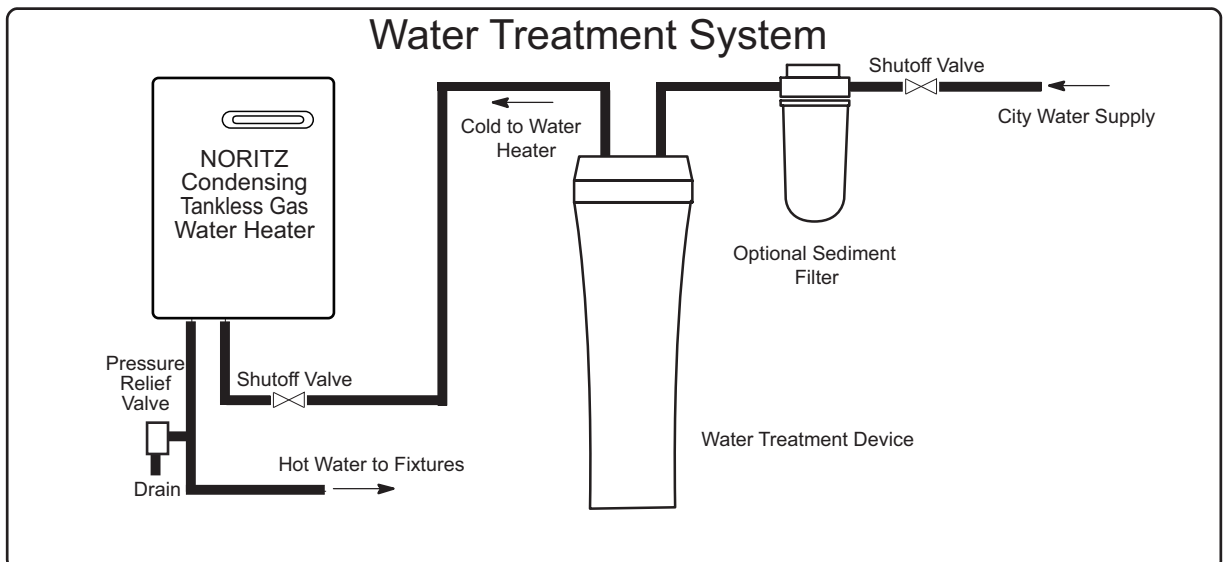 Water Treatment System
Shutoff Valve
City Water Supply
Cold to Water
Heater
NORITZ
Condensing
Tankless Gas
Water Heater
Optional Sediment
Filter
Pressure
Relief
Valve
Shutoff Valve
Water Treatment Device
Hot Water to Fixtures
Drain